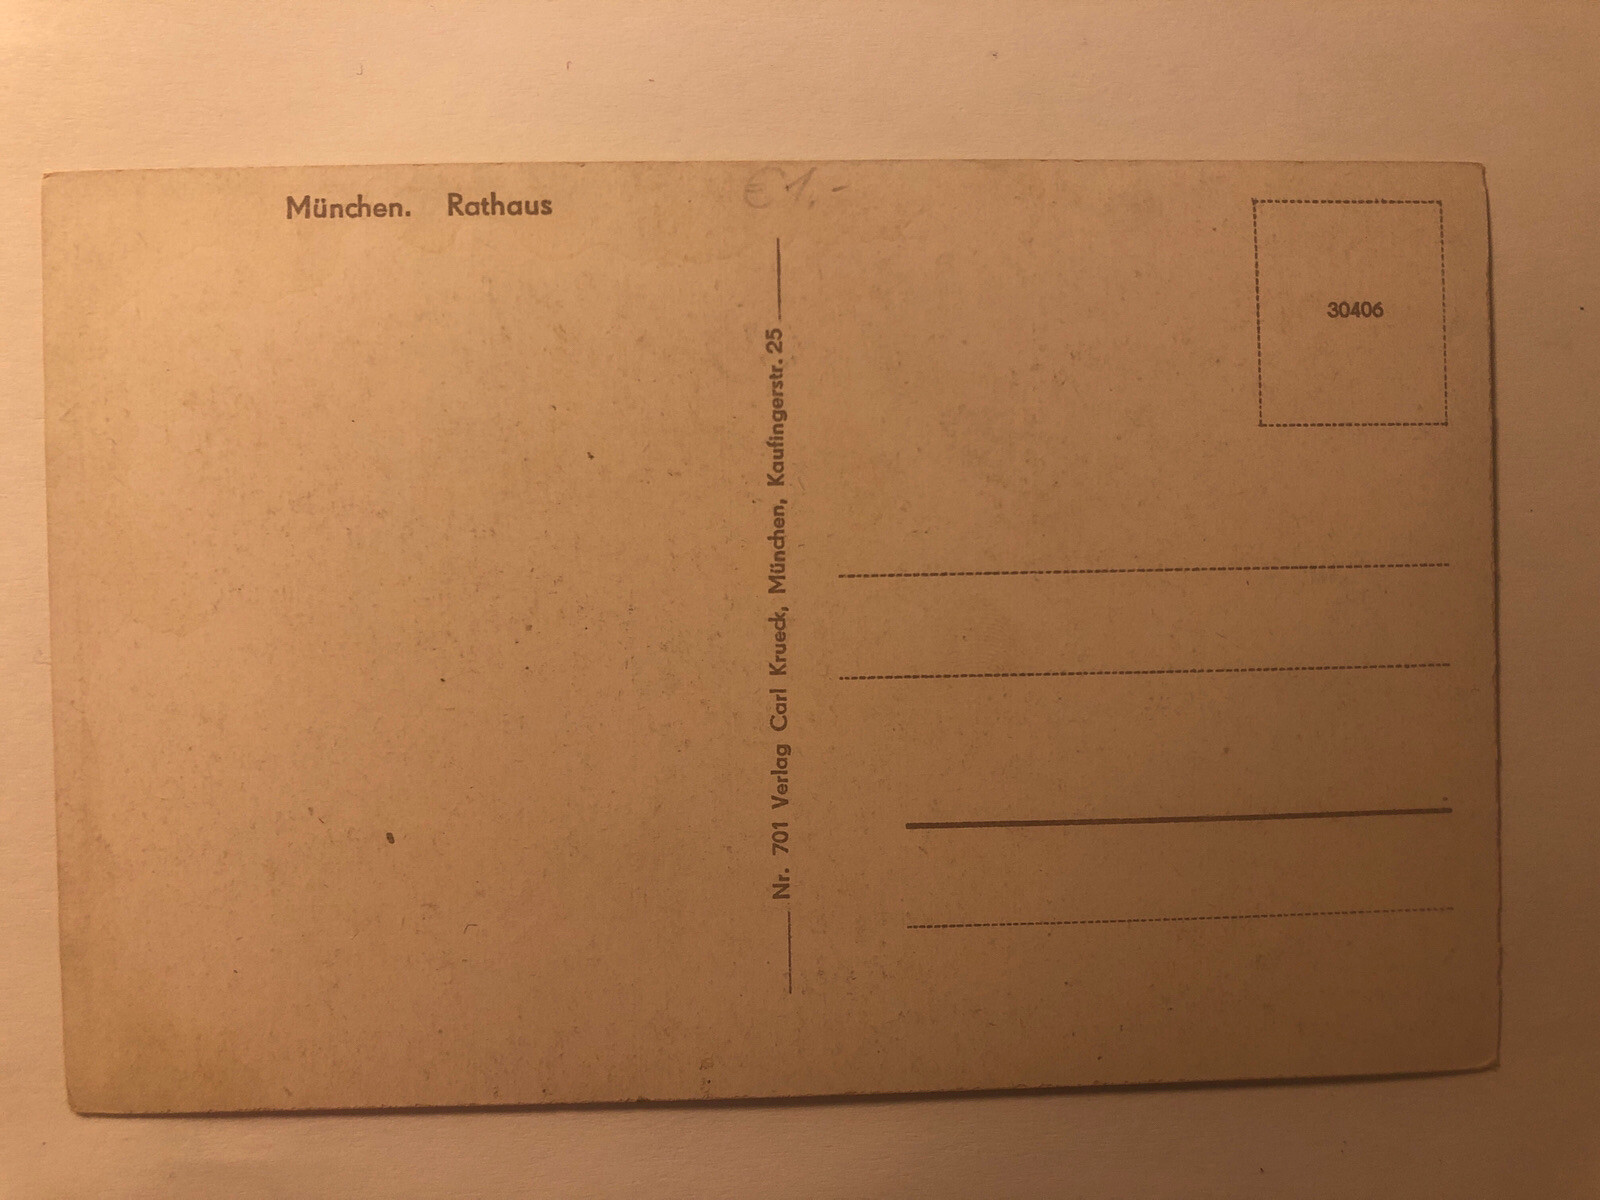 München. Rathaus
€1.-
Nr. 701 Verlag Carl Krueck, München, Kaufingerstr. 25
30406